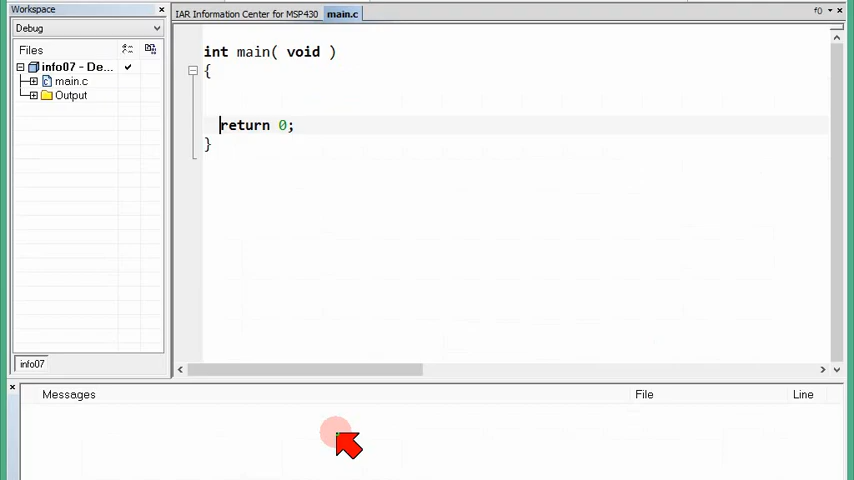 Workspace
Debug
Files
info07 - De...
main.c
Output
info07
IAR Information Center for MSP430
main.c
f()
int main( void )
{
return 0;
}
Messages
File
Line